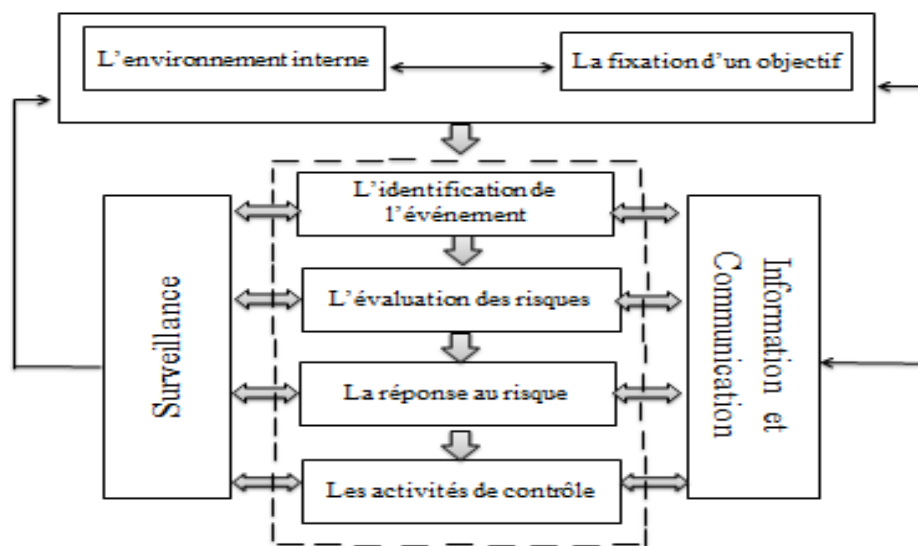 L'environnement interne
La fixation d'un objectif
L'identification de
l'événement
L'évaluation des risques
La réponse au risque
Les activités de contrôle
Surveillance
Information et
Communication